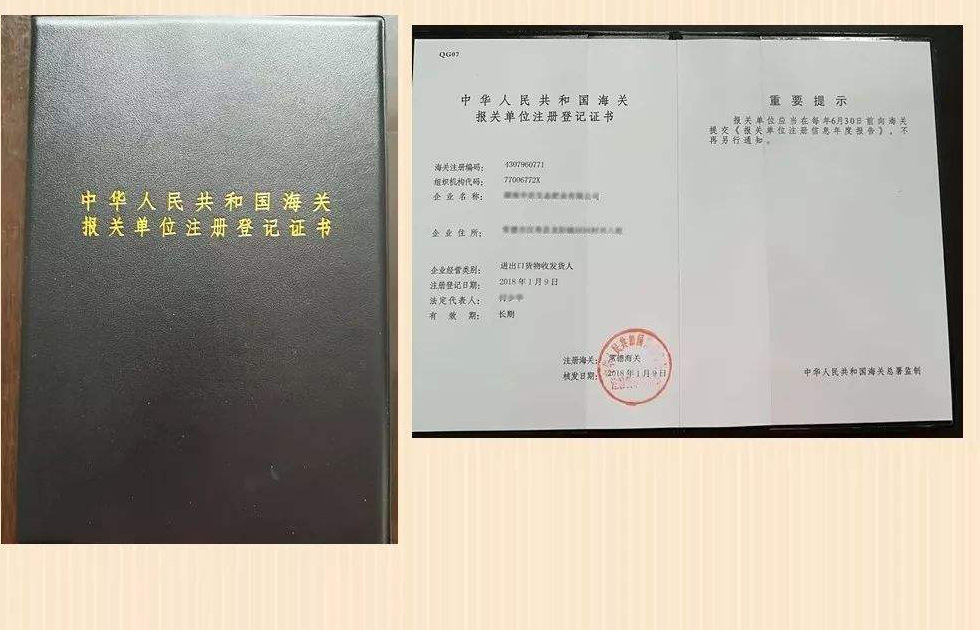 中华人民共和国海关
报关单位注册登记证书
QG07
中华人民共和国海关
报关单位注册登记证书
海关注册编码: 4307960771
组织机构代码: 77006772X
企业名称:
企业住所:
企业经营类别: 进出口货物收发货人
注册登记日期: 2018年1月9日
法定代表人:
有效期: 长期
注册海关: 常德海关
核发日期: 2018年1月9日
重要提示
报关单位应当在每年6月30日前向海关
提交《报关单位注册信息年度报告》,不
再另行通知。
中华人民共和国海关总署监制